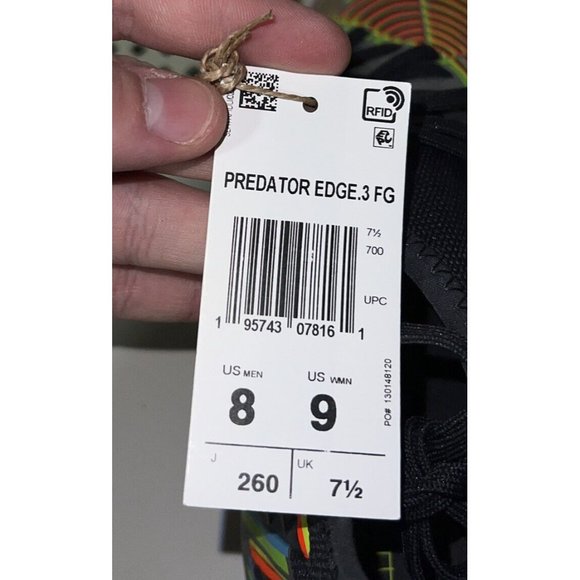 RFID
PREDATOR EDGE.3 FG
7½
700
UPC
1 95743 07816 1
US MEN US WMN
8 9
PO# 130148120
J UK
260 7½